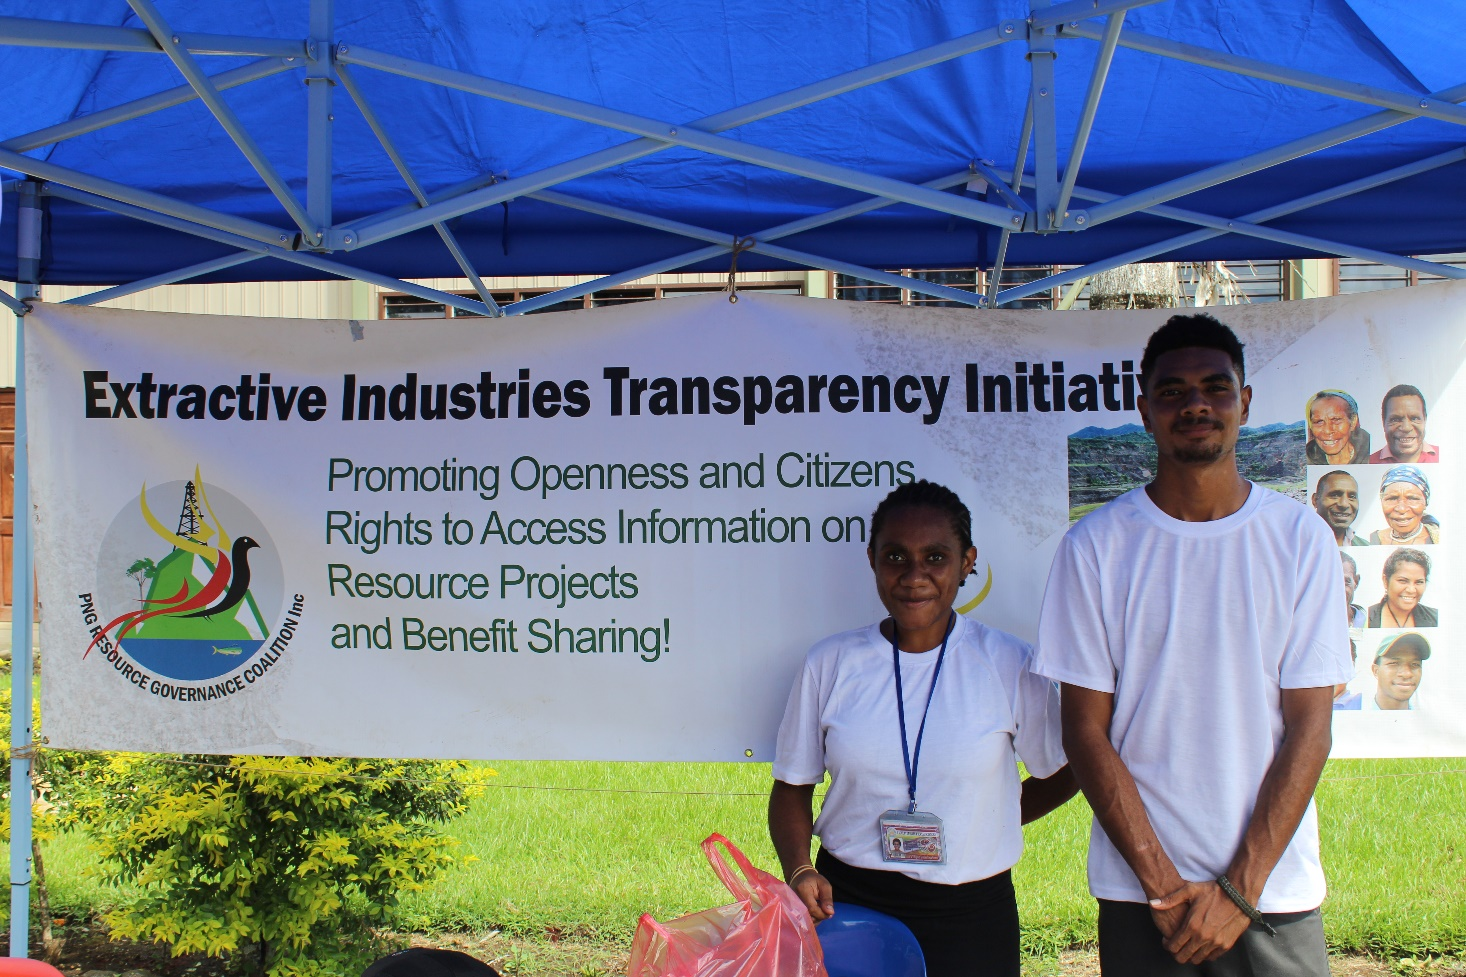 Extractive Industries Transparency Initiati
Promoting Openness and Citizens
Rights to Access Information on
Resource Projects
and Benefit Sharing!
PNG RESOURCE GOVERNANCE COALITION Inc